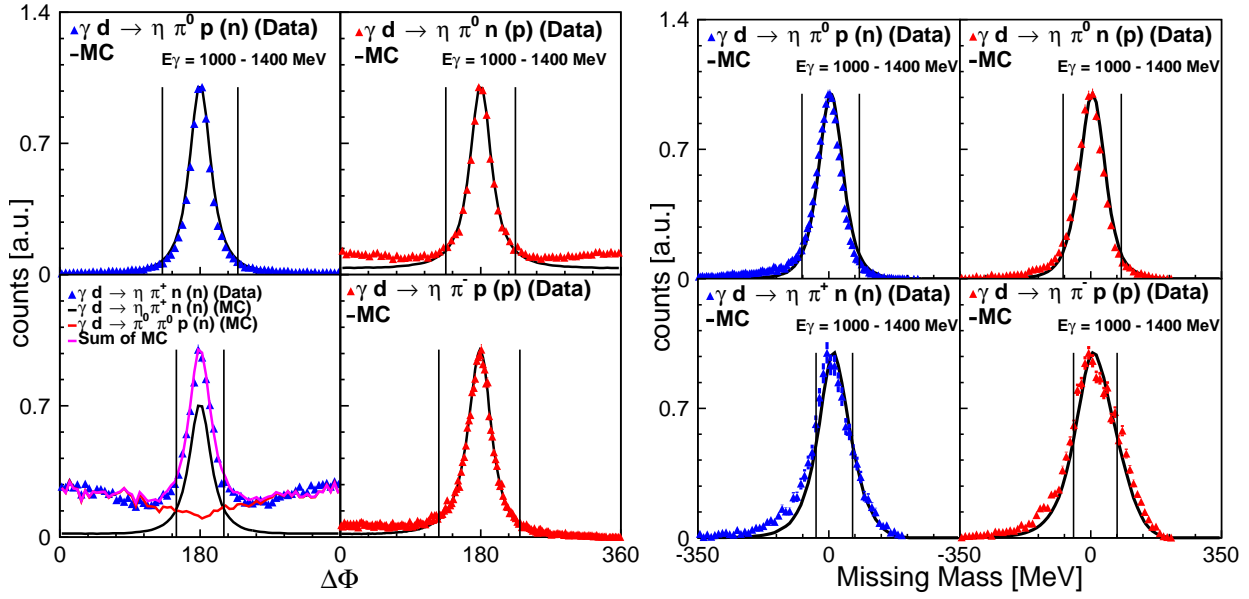 γ d → η π⁰ p (n) (Data)
–MC
Eγ = 1000 - 1400 MeV
γ d → η π⁰ n (p) (Data)
–MC
Eγ = 1000 - 1400 MeV
γ d → η π⁺ n (n) (Data)
γ d → η π⁺ n (n) (MC)
γ d → π⁰ π⁰ p (n) (MC)
Sum of MC
γ d → η π⁻ p (p) (Data)
–MC
counts [a.u.]
1.4
0.7
0
0.7
0
0
180
0
180
360
ΔΦ
γ d → η π⁰ p (n) (Data)
–MC
Eγ = 1000 - 1400 MeV
γ d → η π⁰ n (p) (Data)
–MC
Eγ = 1000 - 1400 MeV
γ d → η π⁺ n (n) (Data)
–MC
Eγ = 1000 - 1400 MeV
γ d → η π⁻ p (p) (Data)
–MC
Eγ = 1000 - 1400 MeV
counts [a.u.]
1.4
0.7
0
0.7
0
-350
0
-350
0
350
Missing Mass [MeV]